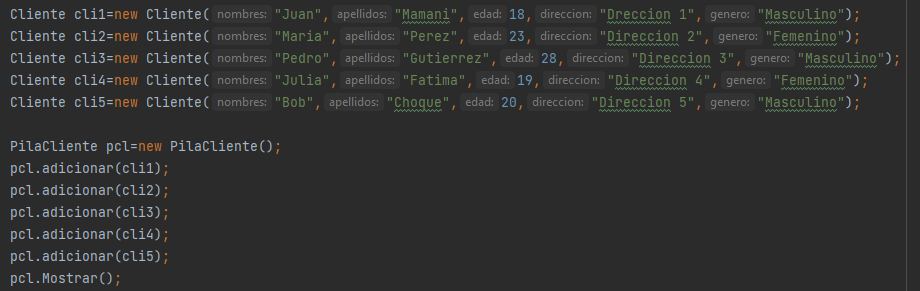 Cliente cli1=new Cliente( nombres: "Juan", apellidos: "Mamani", edad: 18, direccion: "Dreccion 1", genero: "Masculino");
Cliente cli2=new Cliente( nombres: "Maria", apellidos: "Perez", edad: 23, direccion: "Direccion 2", genero: "Femenino");
Cliente cli3=new Cliente( nombres: "Pedro", apellidos: "Gutierrez", edad: 28, direccion: "Direccion 3", genero: "Masculino");
Cliente cli4=new Cliente( nombres: "Julia", apellidos: "Fatima", edad: 19, direccion: "Direccion 4", genero: "Femenino");
Cliente cli5=new Cliente( nombres: "Bob", apellidos: "Choque", edad: 20, direccion: "Direccion 5", genero: "Masculino");
PilaCliente pcl=new PilaCliente();
pcl.adicionar(cli1);
pcl.adicionar(cli2);
pcl.adicionar(cli3);
pcl.adicionar(cli4);
pcl.adicionar(cli5);
pcl.Mostrar();